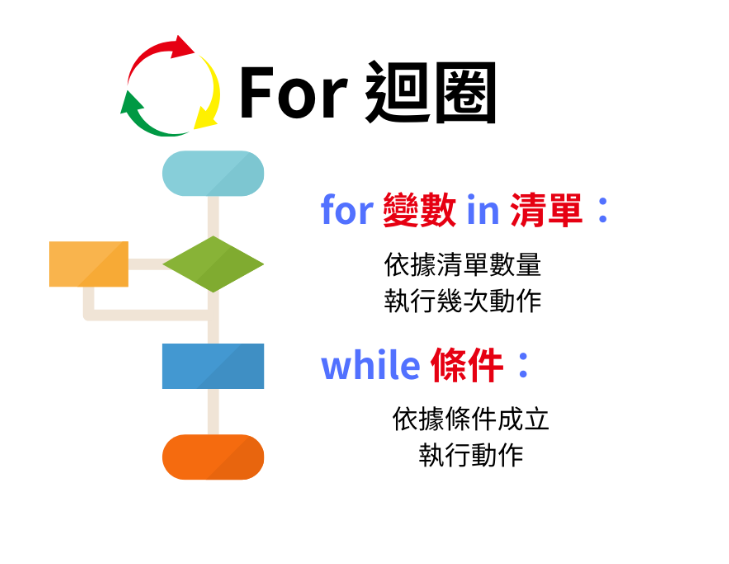 For 迴圈
for 變數 in 清單：
依據清單數量
執行幾次動作
while 條件：
依據條件成立
執行動作